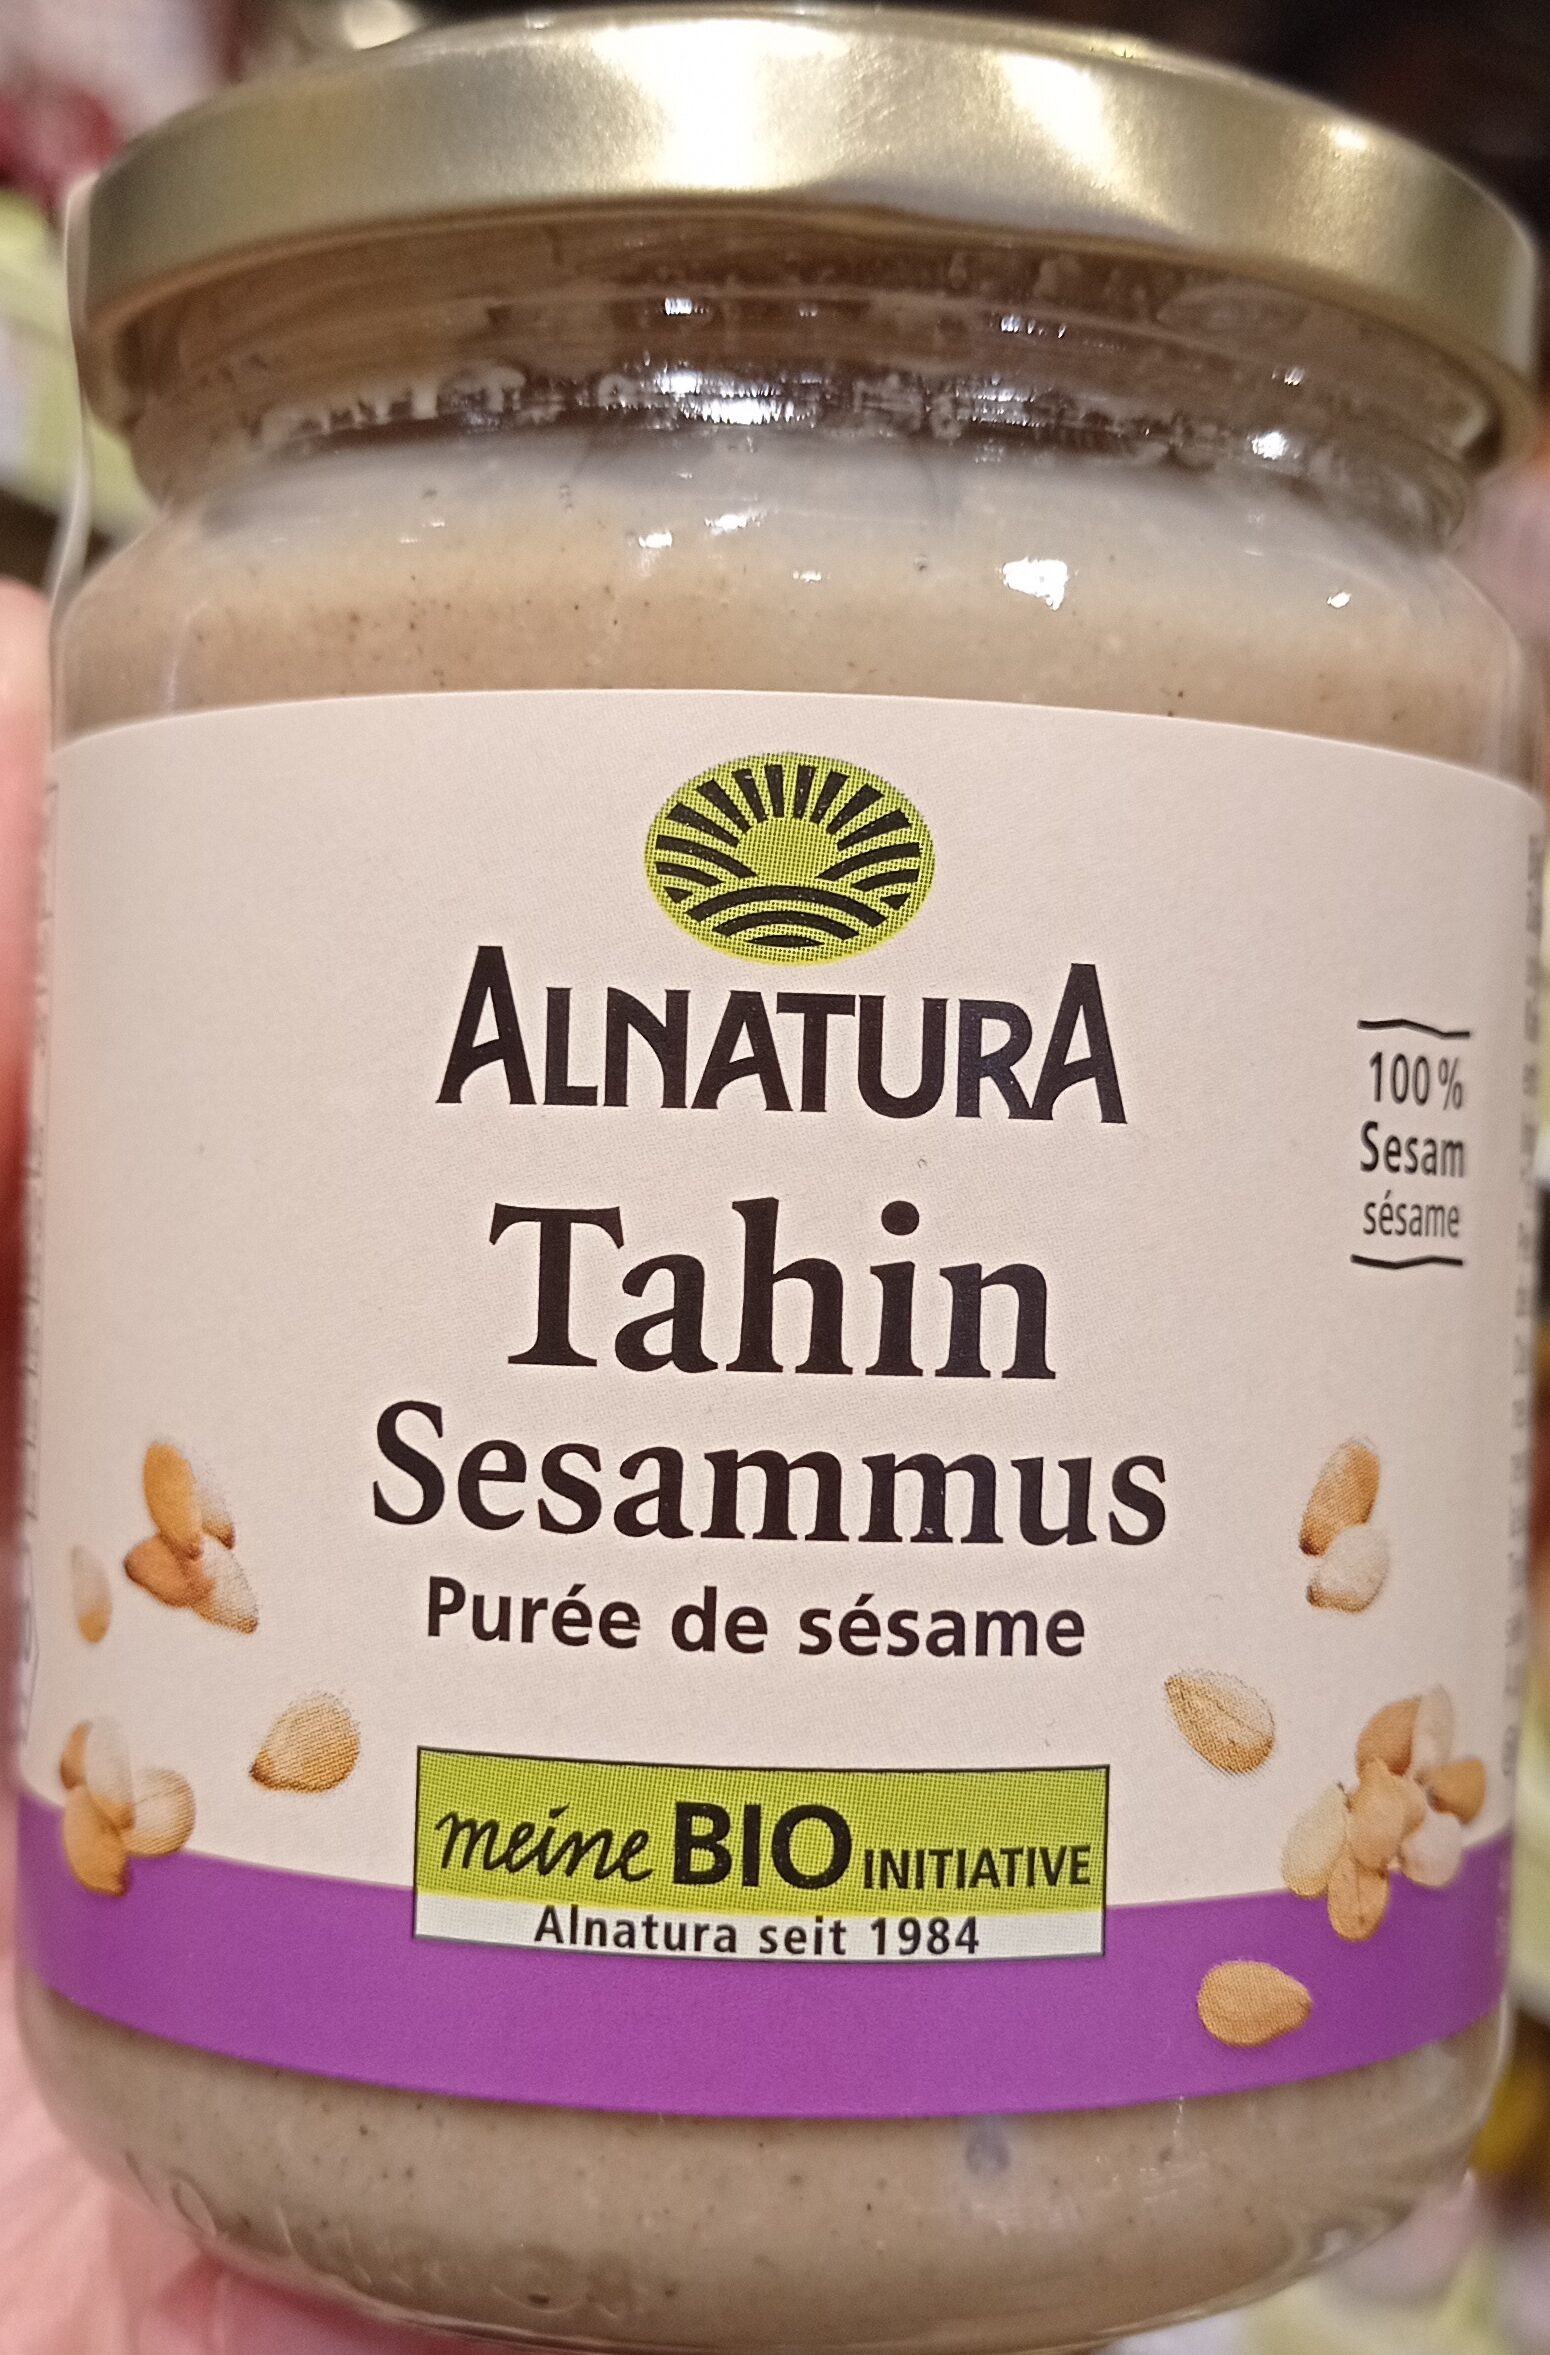 ALNATURA
100%
Sesam
sésame
Tahin
Sesammus
Purée de sésame
meine BIO INITIATIVE
Alnatura seit 1984